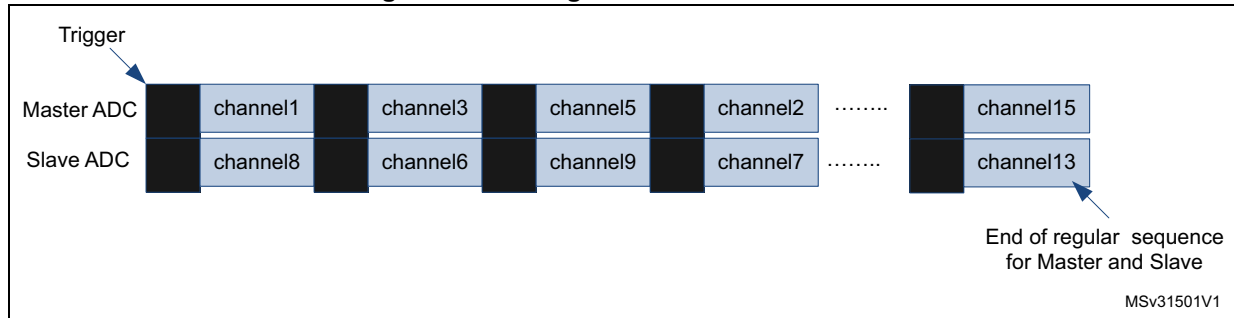 Trigger
Master ADC channel1 channel3 channel5 channel2 ........ channel15
Slave ADC channel8 channel6 channel9 channel7 ........ channel13
End of regular sequence
for Master and Slave
MSv31501V1